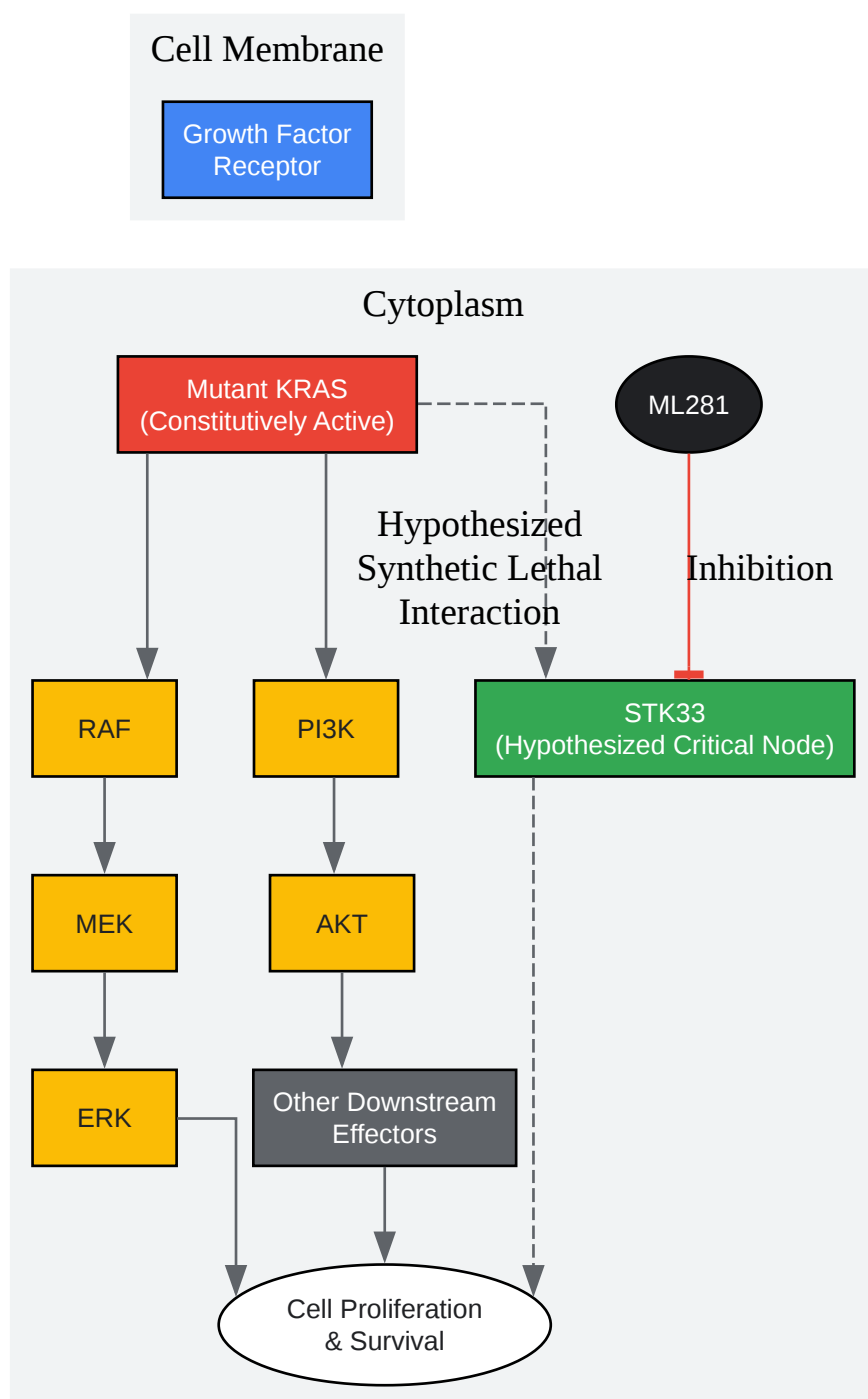 Cell Membrane
Growth Factor
Receptor
Cytoplasm
Mutant KRAS
(Constitutively Active)
ML281
Hypothesized
Synthetic Lethal
Interaction
Inhibition
RAF
PI3K
STK33
(Hypothesized Critical Node)
MEK
AKT
ERK
Other Downstream
Effectors
Cell Proliferation
& Survival